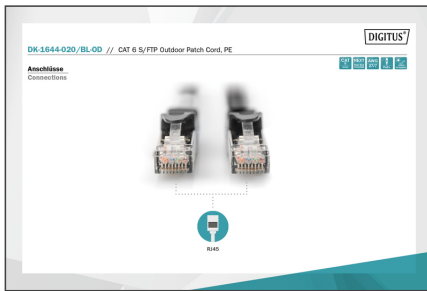 DIGITUS®
DK-1644-020/BL-OD // CAT 6 S/FTP Outdoor Patch Cord, PE
Anschlüsse
Connections
RJ45